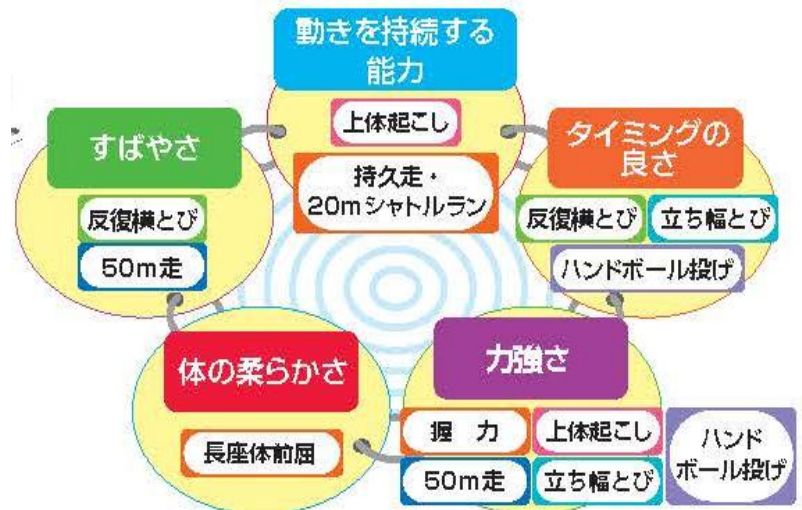 動きを持続する
能力
上体起こし
持久走・
20mシャトルラン
すばやさ
反復横とび
50m走
タイミングの
良さ
反復横とび
立ち幅とび
ハンドボール投げ
体の柔らかさ
長座体前屈
力強さ
握 力
上体起こし
50m走
立ち幅とび
ハンド
ボール投げ